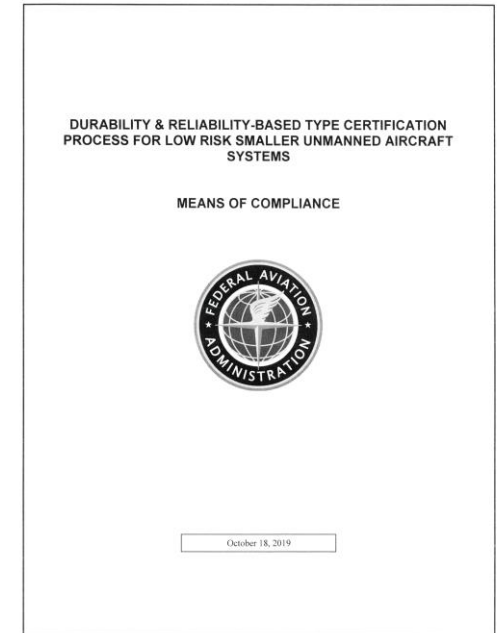 DURABILITY & RELIABILITY-BASED TYPE CERTIFICATION
PROCESS FOR LOW RISK SMALLER UNMANNED AIRCRAFT
SYSTEMS
MEANS OF COMPLIANCE
FEDERAL AVIATION
ADMINISTRATION
October 18, 2019